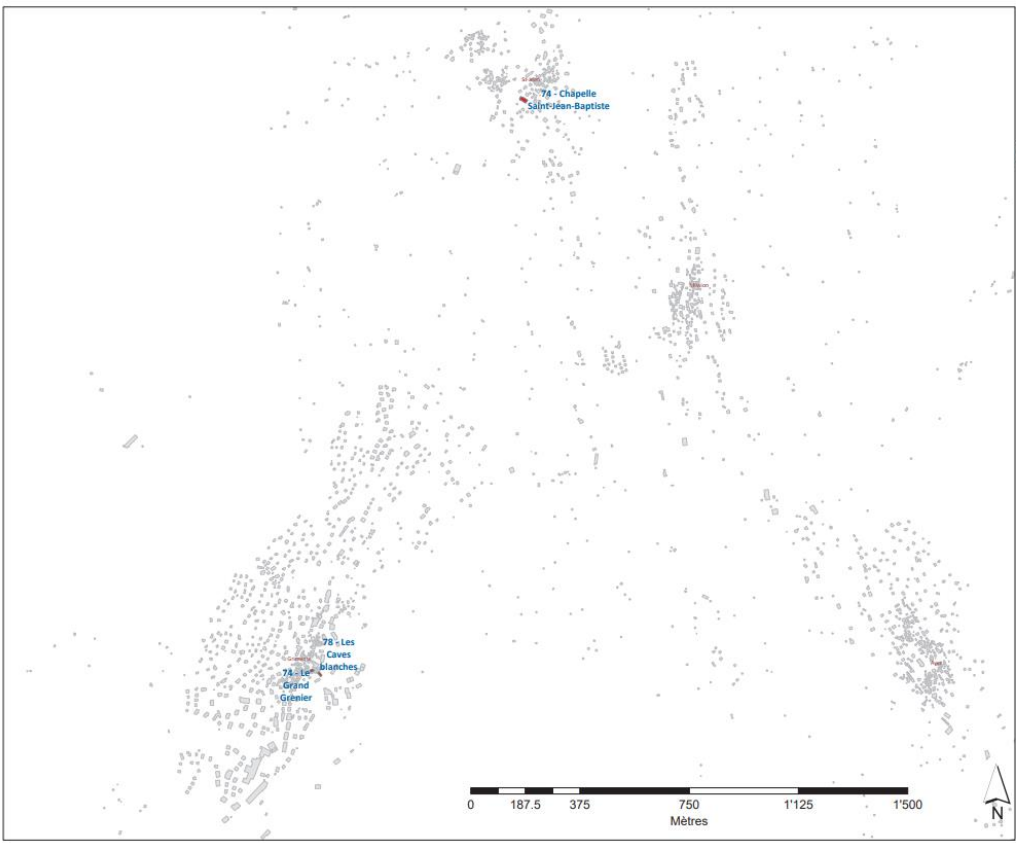 74 - Chapelle
Saint-Jean-Baptiste
78 - Les
Caves
blanches
74 - Le
Grand
Grenier
0 187.5 375 750 1'125 1'500
Mètres
N